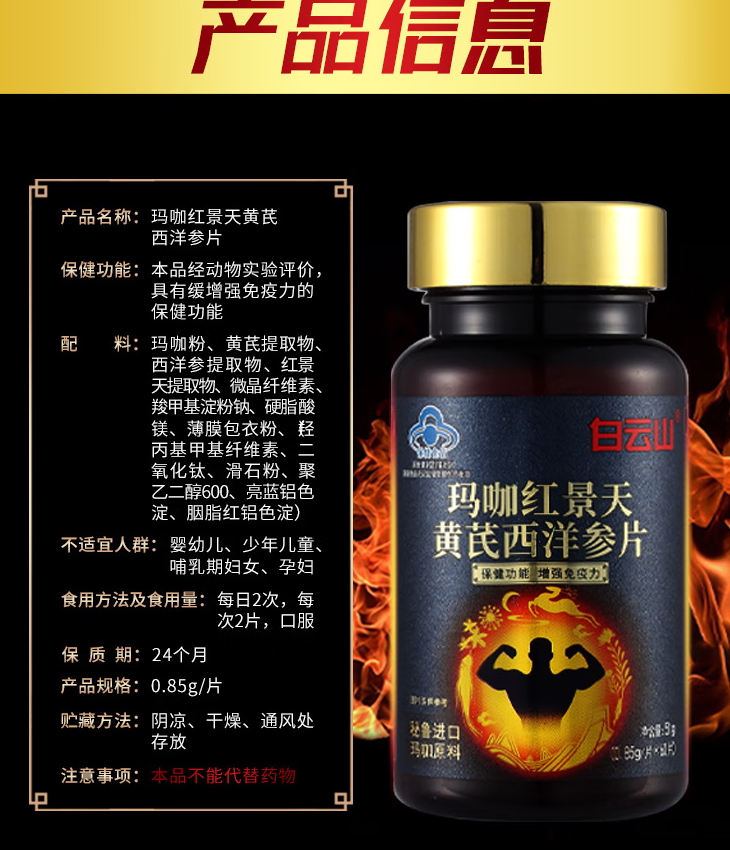 产品信息
产品名称：玛咖红景天黄芪
西洋参片
保健功能：本品经动物实验评价，
具有缓增强免疫力的
保健功能
配 料：玛咖粉、黄芪提取物、
西洋参提取物、红景
天提取物、微晶纤维素、
羧甲基淀粉钠、硬脂酸
镁、薄膜包衣粉、（羟
丙基甲基纤维素、二
氧化钛、滑石粉、聚
乙二醇600、亮蓝铝色
淀、胭脂红铝色淀）
不适宜人群：婴幼儿、少年儿童、
哺乳期妇女、孕妇
食用方法及食用量：每日2次，每
次2片，口服
保 质 期：24个月
产品规格：0.85g/片
贮藏方法：阴凉、干燥、通风处
存放
注意事项：本品不能代替药物
白云山
玛咖红景天
黄芪西洋参片
保健功能 增强免疫力
秘鲁进口
玛咖原料
净含量:51g
(0.85g/片×60片)